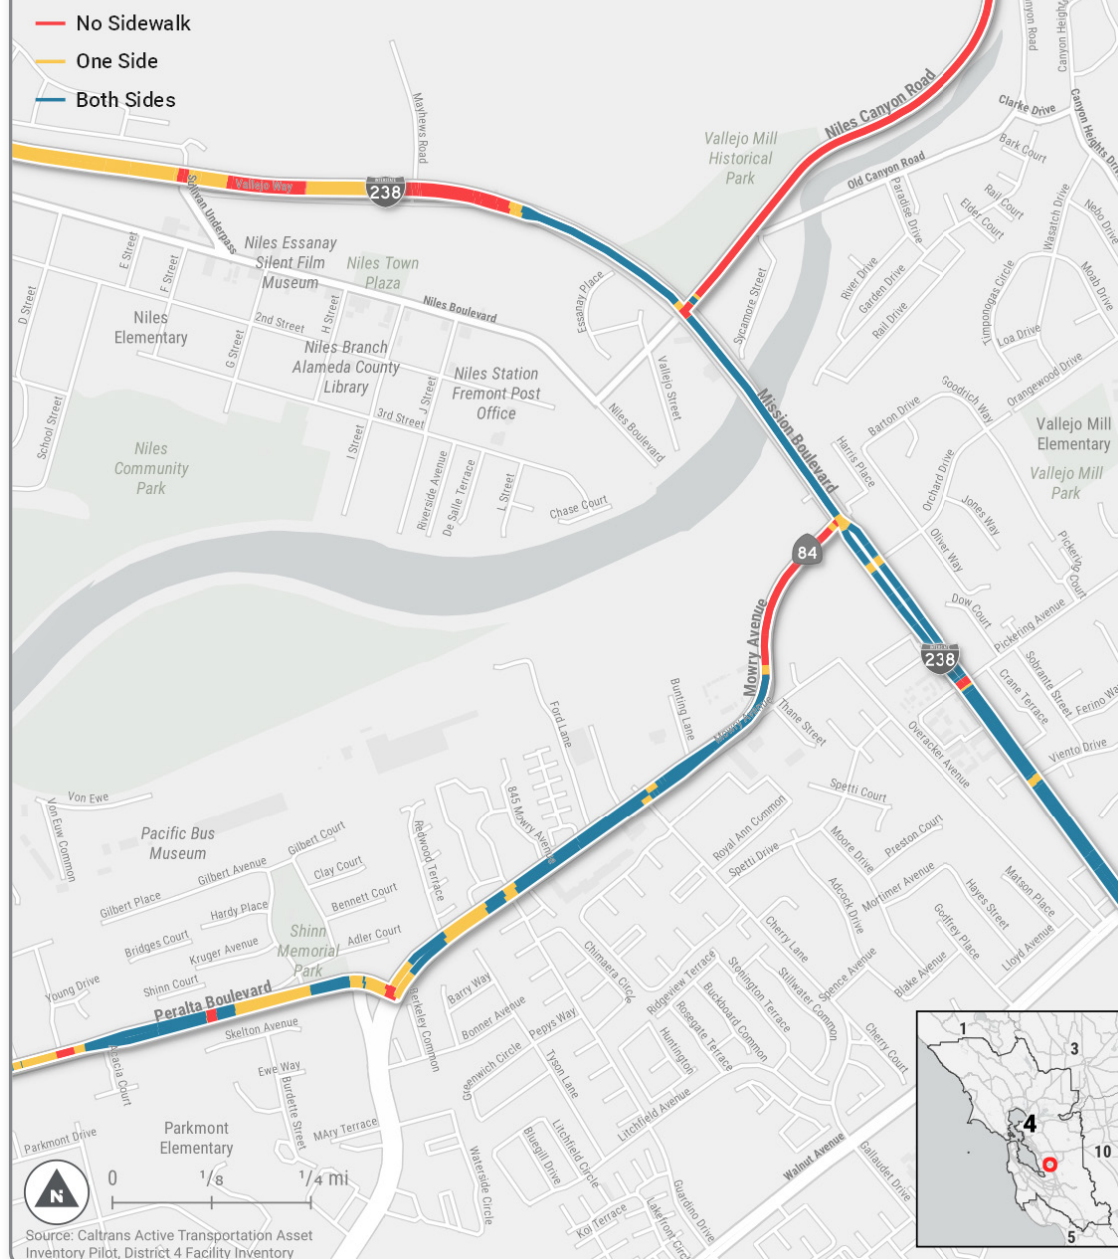 No Sidewalk
One Side
Both Sides
Mayhews Road
Niles Canyon Road
Canyon Heights Drive
Clarke Drive
Vallejo Mill
Historical
Park
Old Canyon Road
Bark Court
Rail Court
Elder Court
Paradise Drive
Wasatch Drive
Nebo Drive
Moab Drive
Vallejo Way
238
Sullivan Underpass
Niles Essanay
Silent Film
Museum
Niles Town
Plaza
Niles Boulevard
Essanay Place
Sycamore Street
River Drive
Garden Drive
Rail Drive
Timponogas Circle
Loa Drive
Orangewood Drive
D Street
E Street
F Street
G Street
H Street
2nd Street
Niles
Elementary
Niles Branch
Alameda County
Library
Niles Station
Fremont Post
Office
I Street
J Street
3rd Street
Vallejo Street
Niles Boulevard
Mission Boulevard
Goodrich Way
Barton Drive
Harris Place
Orchard Drive
Vallejo Mill
Elementary
Vallejo Mill
Park
School Street
Niles
Community
Park
Riverside Avenue
De Salle Terrace
L Street
Chase Court
Jones Way
Oliver Way
84
Mowry Avenue
Dow Court
Pickering Avenue
238
Sobrante Street
Crane Terrace
Overacker Avenue
Viento Drive
Ford Lane
Bunting Lane
Mowry Avenue
Thane Street
Von Ewe
Von Euw Common
Pacific Bus
Museum
845 Mowry Avenue
Redwood Terrace
Spetti Court
Royal Ann Common
Spetti Drive
Moore Drive
Preston Court
Adcock Drive
Mortimer Avenue
Hayes Street
Matson Place
Godfrey Place
Lloyd Avenue
Blake Avenue
Gilbert Court
Gilbert Avenue
Clay Court
Gilbert Place
Hardy Place
Bennett Court
Bridges Court
Kruger Avenue
Adler Court
Shinn
Memorial
Park
Shinn Court
Young Drive
Peralta Boulevard
Skelton Avenue
Acacia Court
Ewe Way
Burdette Street
Berkeley Common
Barry Way
Bonner Avenue
Pepys Way
Greenwich Circle
Tyson Lane
Chimaera Circle
Ridgeview Terrace
Rosegate Terrace
Huntington
Buckboard Common
Stonington Terrace
Stillwater Common
Cherry Lane
Spence Avenue
Cherry Court
Litchfield Avenue
Litchfield Circle
Bluegill Drive
Waterside Circle
Koi Terrace
Guardino Drive
Walnut Avenue
Gallaudet Drive
Parkmont Drive
Parkmont
Elementary
MAry Terrace
N
0 1/8 1/4 mi
Source: Caltrans Active Transportation Asset
Inventory Pilot, District 4 Facility Inventory
1
3
4
10
5